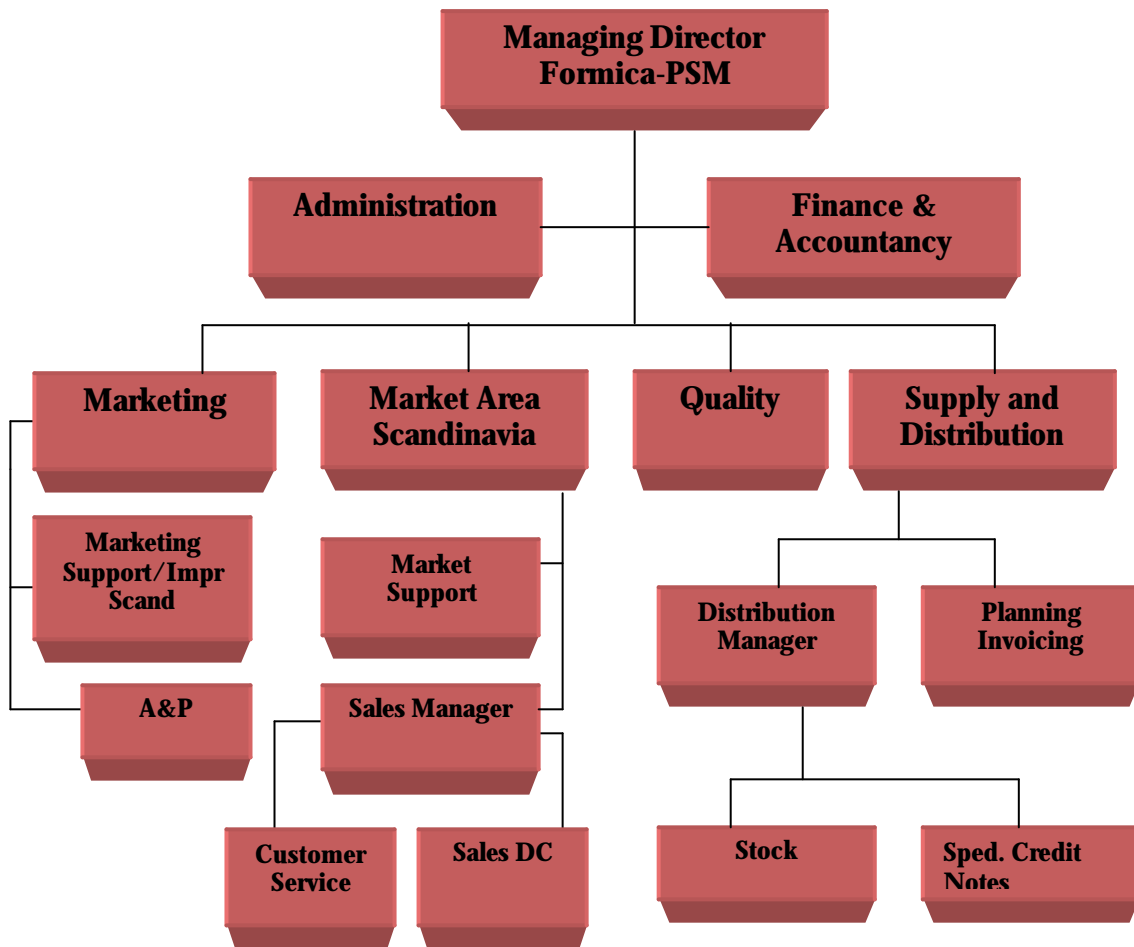 Managing Director
Formica-PSM
Administration
Finance &
Accountancy
Marketing
Market Area
Scandinavia
Quality
Supply and
Distribution
Marketing
Support/Impr
Scand
Market
Support
Distribution
Manager
Planning
Invoicing
A&P
Sales Manager
Customer
Service
Sales DC
Stock
Sped. Credit
Notes